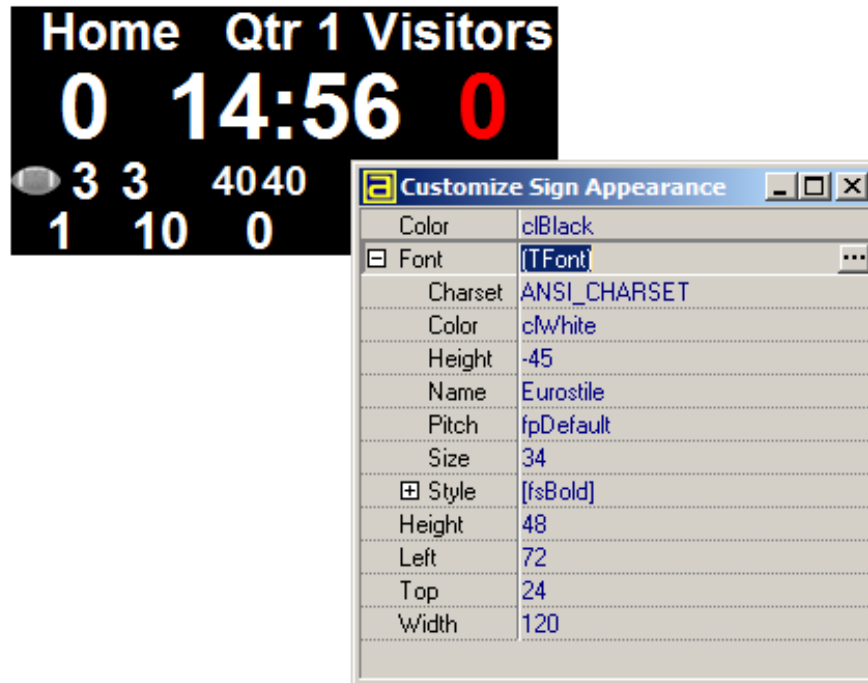 Home Qtr 1 Visitors
0 14:56 0
3 3 40 40
1 10 0
Customize Sign Appearance
Color clBlack
Font (TFont) ...
Charset ANSI_CHARSET
Color clWhite
Height -45
Name Eurostile
Pitch fpDefault
Size 34
Style [fsBold]
Height 48
Left 72
Top 24
Width 120